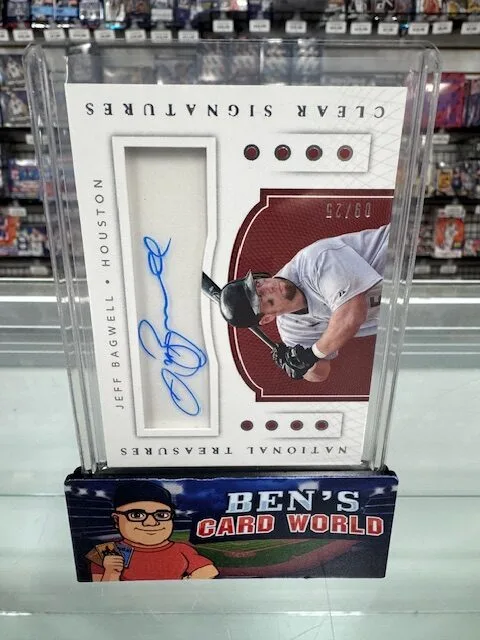 CLEAR SIGNATURES
JEFF BAGWELL • HOUSTON
09/25
NATIONAL TREASURES
BEN'S
CARD WORLD